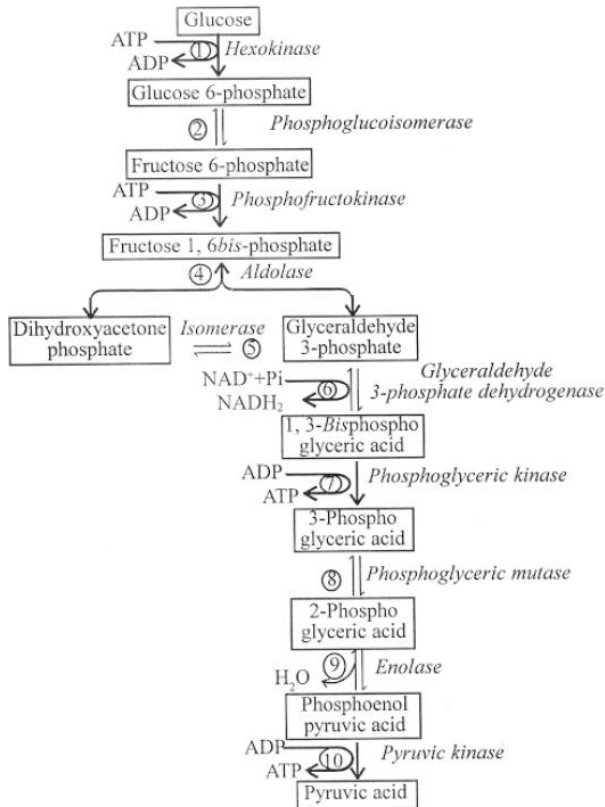 Glucose
ATP
① Hexokinase
ADP
Glucose 6-phosphate
② Phosphoglucoisomerase
Fructose 6-phosphate
ATP
③ Phosphofructokinase
ADP
Fructose 1, 6bis-phosphate
④ Aldolase
Dihydroxyacetone
phosphate
Isomerase
⑤
Glyceraldehyde
3-phosphate
Glyceraldehyde
3-phosphate dehydrogenase
NAD⁺+Pi
⑥
NADH₂
1, 3-Bisphospho
glyceric acid
ADP
⑦ Phosphoglyceric kinase
ATP
3-Phospho
glyceric acid
⑧ Phosphoglyceric mutase
2-Phospho
glyceric acid
⑨ Enolase
H₂O
Phosphoenol
pyruvic acid
ADP
⑩ Pyruvic kinase
ATP
Pyruvic acid